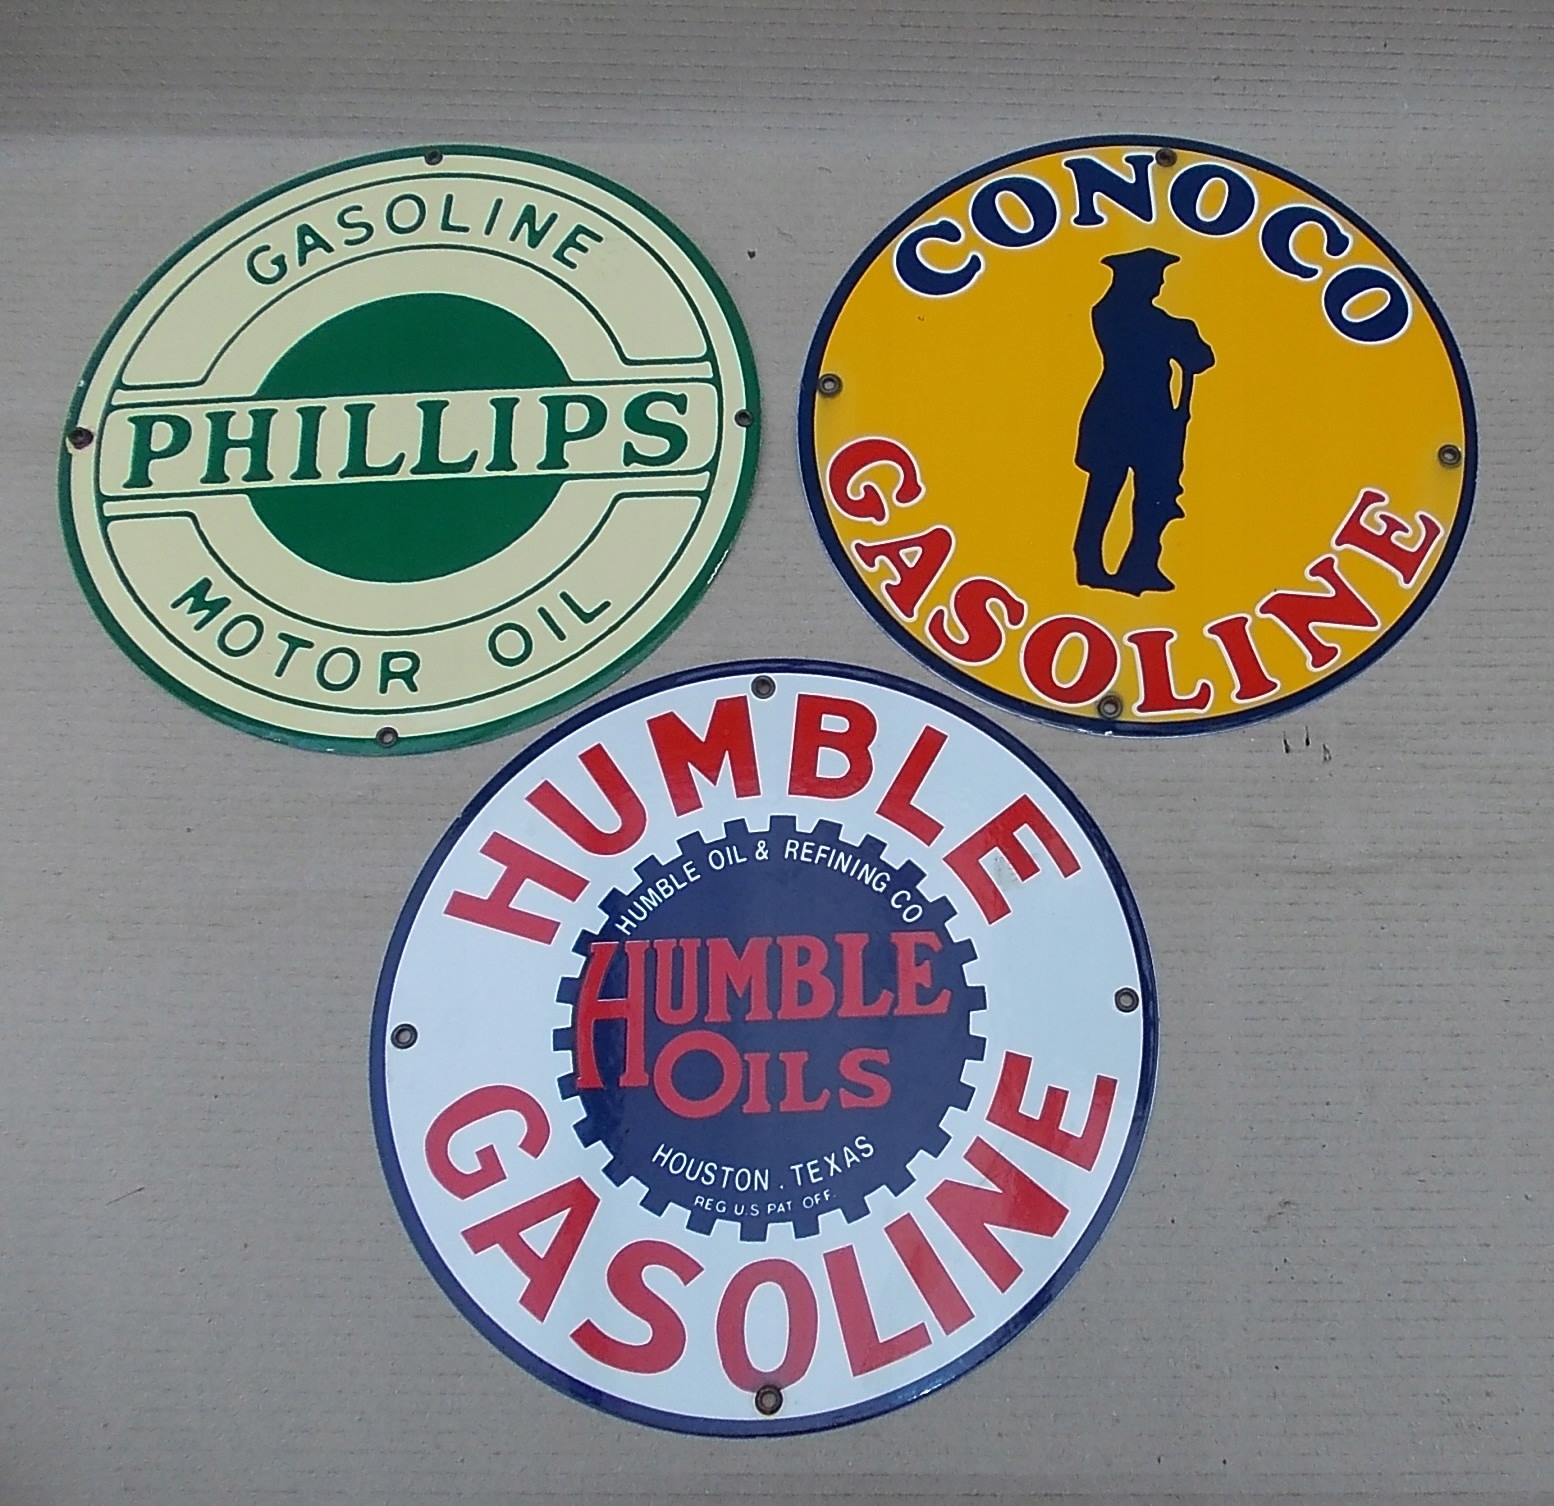 GASOLINE
PHILLIPS
MOTOR OIL
CONOCO
GASOLINE
HUMBLE
HUMBLE OIL & REFINING CO
HUMBLE
OILS
HOUSTON . TEXAS
REG U.S PAT OFF.
GASOLINE